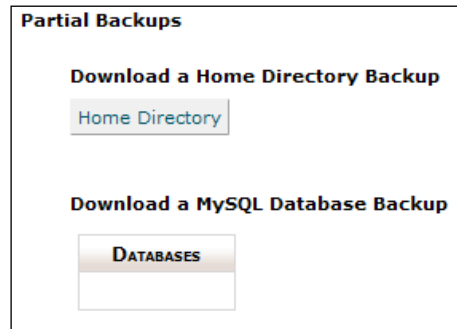 Partial Backups
Download a Home Directory Backup
Home Directory
Download a MySQL Database Backup
Databases